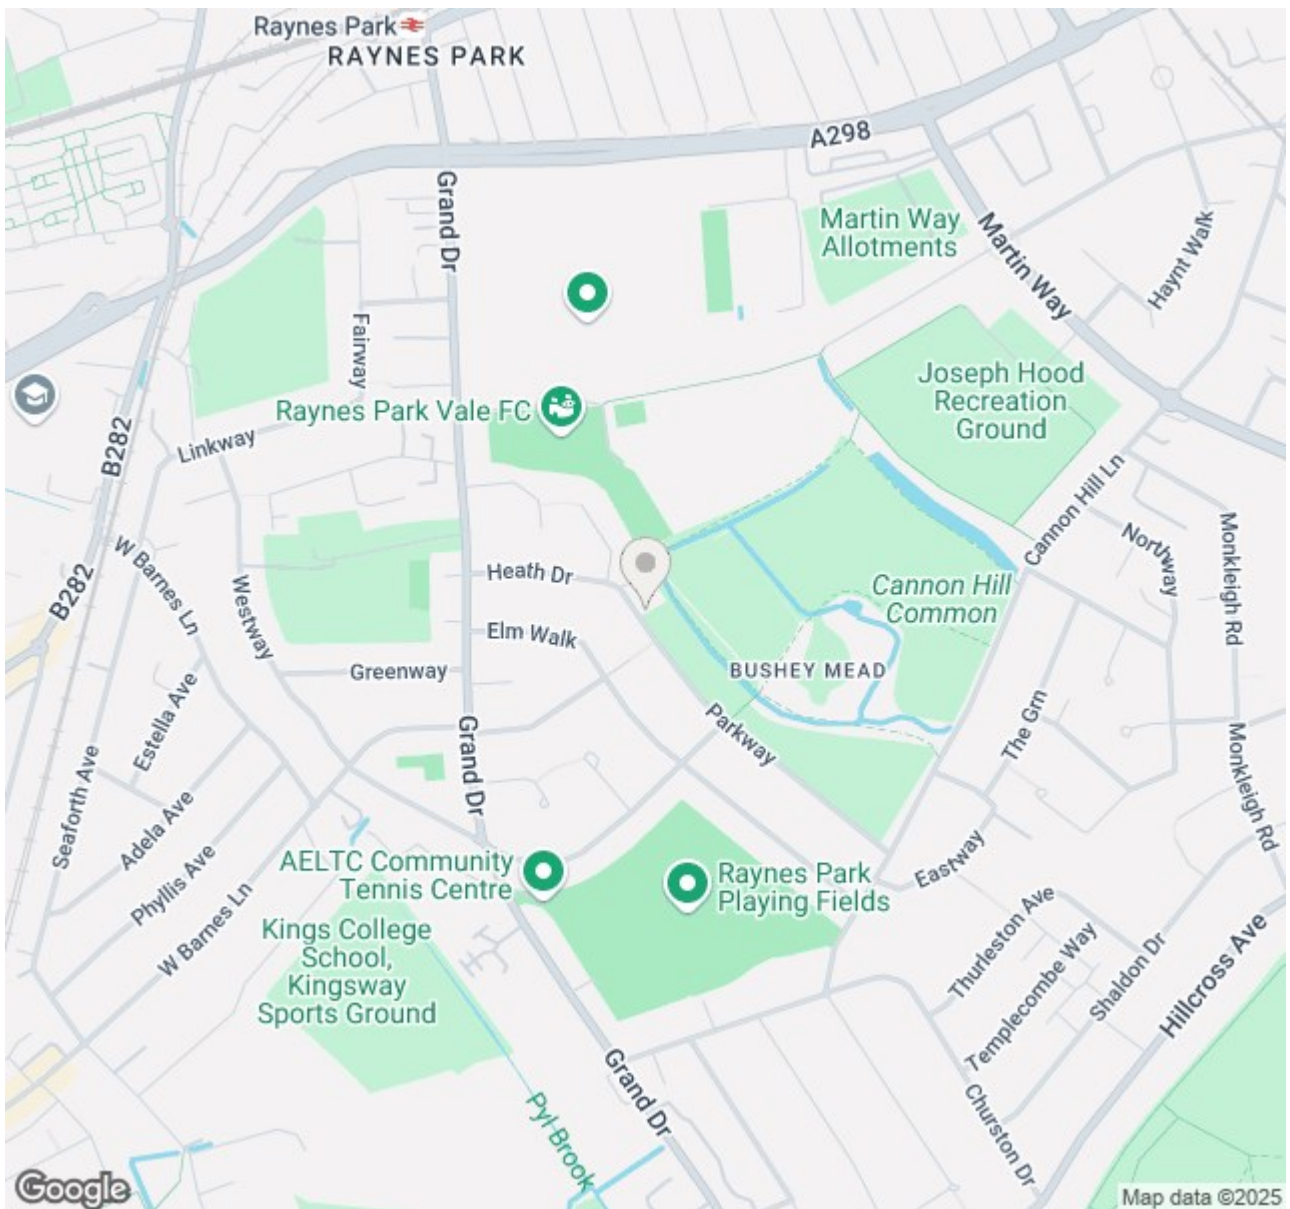 Raynes Park
RAYNES PARK
A298
Grand Dr
Martin Way
Allotments
Martin Way
Haynt Walk
Fairway
Joseph Hood
Recreation
Ground
Raynes Park Vale FC
Linkway
B282
Cannon Hill Ln
Monkleigh Rd
Northway
W Barnes Ln
B282
Westway
Heath Dr
Cannon Hill
Common
Elm Walk
Greenway
BUSHEY MEAD
Estella Ave
Grand Dr
Parkway
The Grn
Monkleigh Rd
Seaforth Ave
Adela Ave
Phyllis Ave
AELTC Community
Tennis Centre
Raynes Park
Playing Fields
Eastway
W Barnes Ln
Kings College
School,
Kingsway
Sports Ground
Thurleston Ave
Templecombe Way
Shaldon Dr
Hillcross Ave
Grand Dr
Pyl Brook
Churston Dr
Google
Map data ©2025